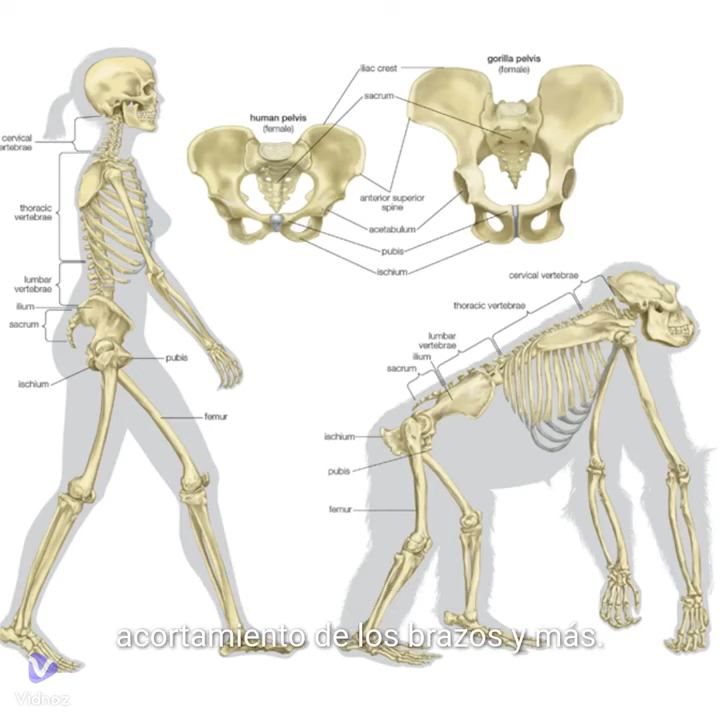 gorilla pelvis
(female)
iliac crest
sacrum
human pelvis
(female)
cervical
ertebrae
anterior superior
spine
thoracic
vertebrae
acetabulum
pubis
ischium
cervical vertebrae
lumbar
vertebrae
thoracic vertebrae
ilium
sacrum
lumbar
vertebrae
ilium
sacrum
pubis
ischium
femur
ischium
pubis
femur
acortamiento de los brazos y más.
Vidnoz